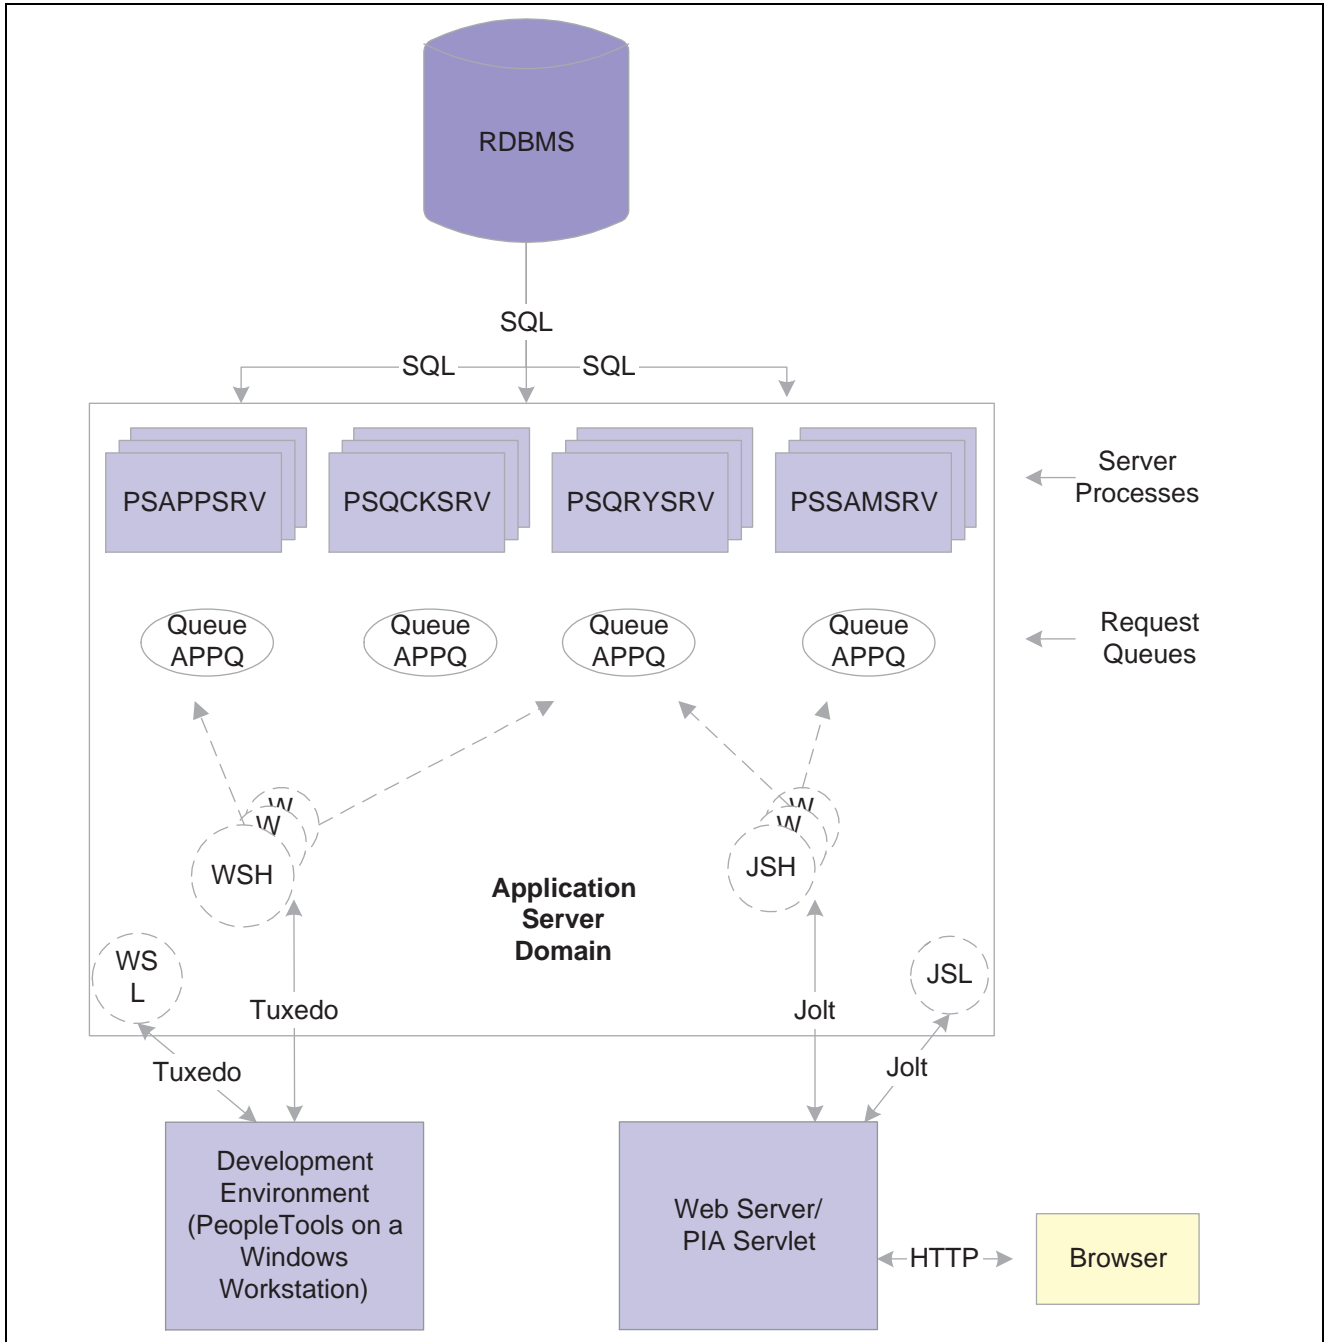 RDBMS
SQL
SQL
SQL
PSAPPSRV
PSQCKSRV
PSQRYSRV
PSSAMSRV
Server
Processes
Queue
APPQ
Queue
APPQ
Queue
APPQ
Queue
APPQ
Request
Queues
W
W
WSH
W
W
JSH
Application
Server
Domain
WS
L
JSL
Tuxedo
Jolt
Tuxedo
Jolt
Development
Environment
(PeopleTools on a
Windows
Workstation)
Web Server/
PIA Servlet
HTTP
Browser